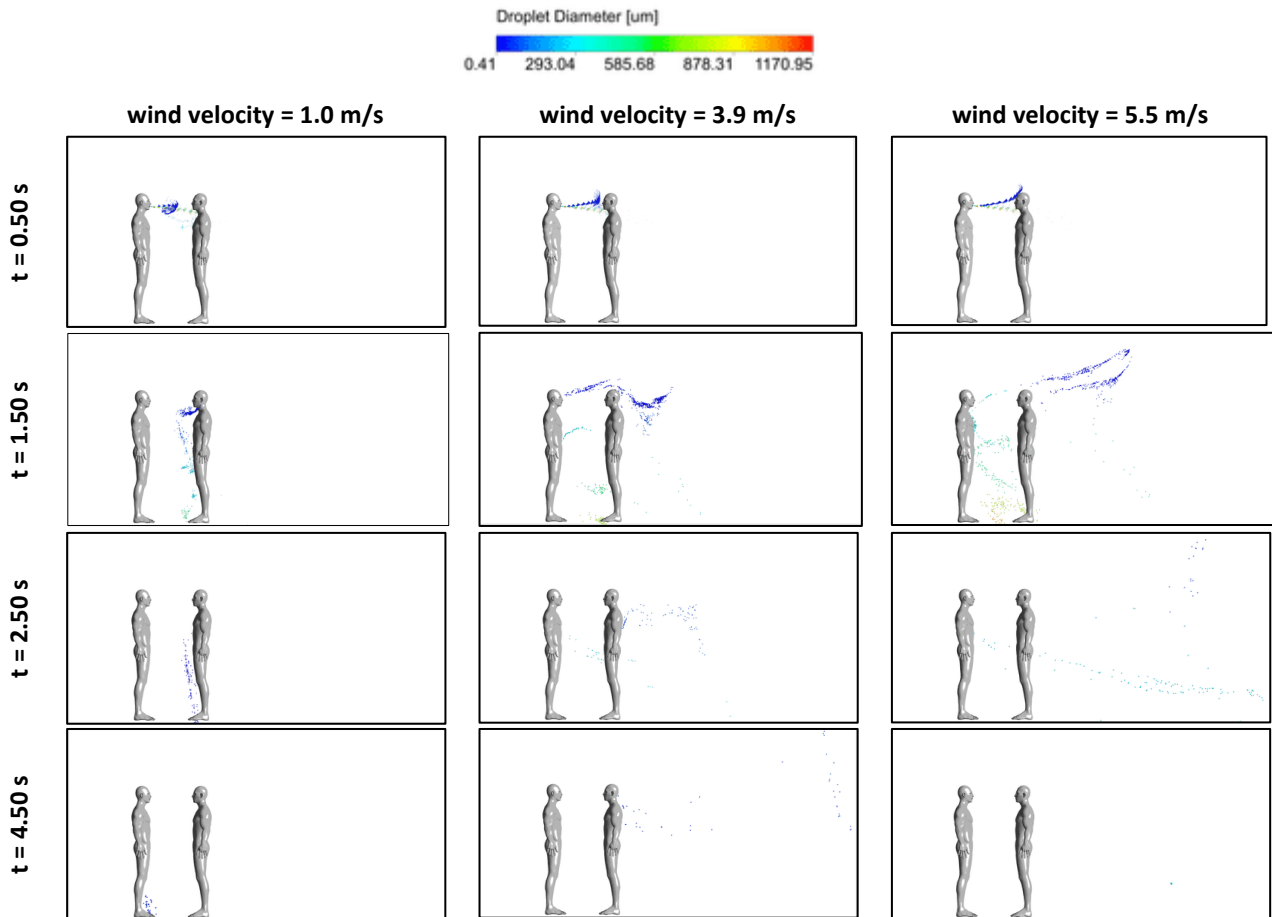 Droplet Diameter [um]
0.41 293.04 585.68 878.31 1170.95
wind velocity = 1.0 m/s wind velocity = 3.9 m/s wind velocity = 5.5 m/s
t = 0.50 s
t = 1.50 s
t = 2.50 s
t = 4.50 s